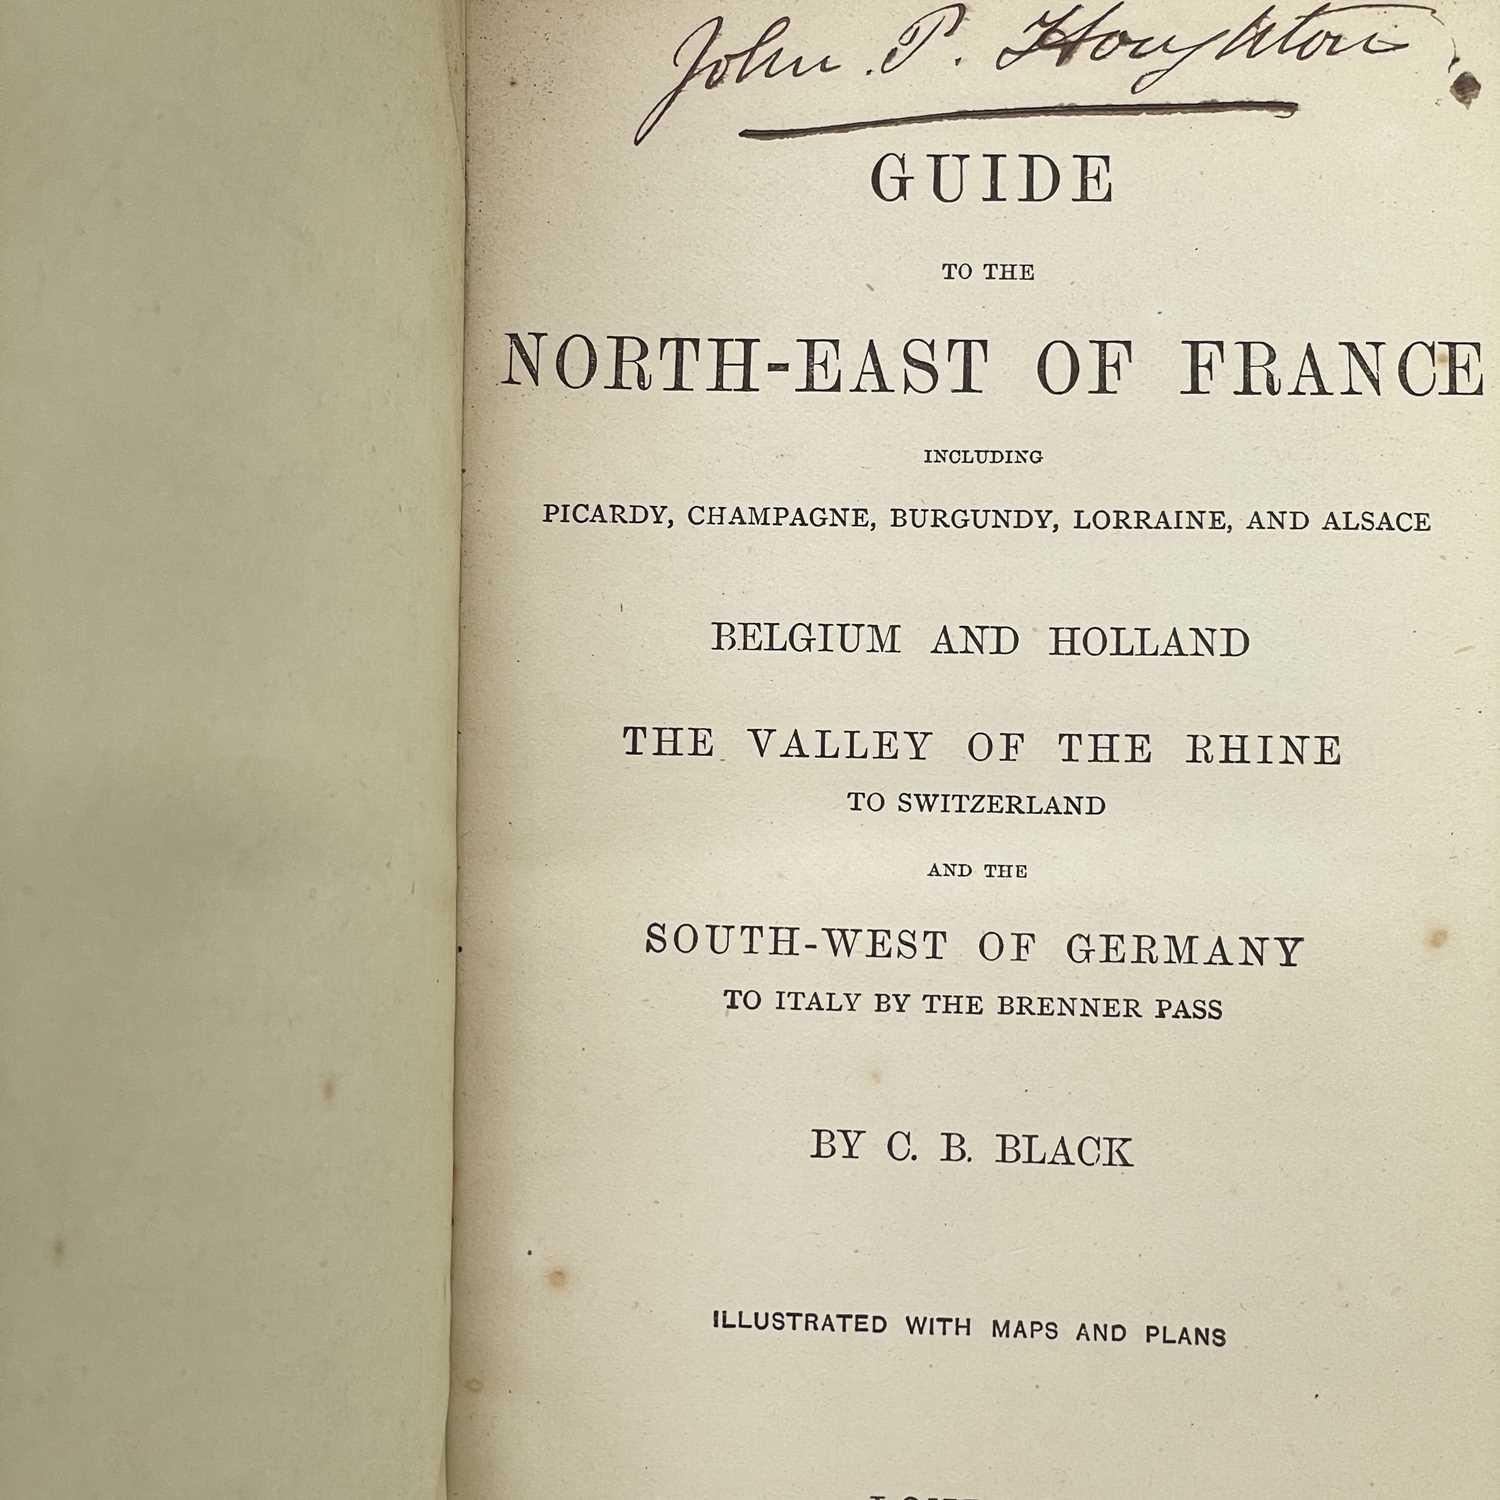 John P. Houghton
GUIDE
TO THE
NORTH-EAST OF FRANCE
INCLUDING
PICARDY, CHAMPAGNE, BURGUNDY, LORRAINE, AND ALSACE
BELGIUM AND HOLLAND
THE VALLEY OF THE RHINE
TO SWITZERLAND
AND THE
SOUTH-WEST OF GERMANY
TO ITALY BY THE BRENNER PASS
BY C. B. BLACK
ILLUSTRATED WITH MAPS AND PLANS